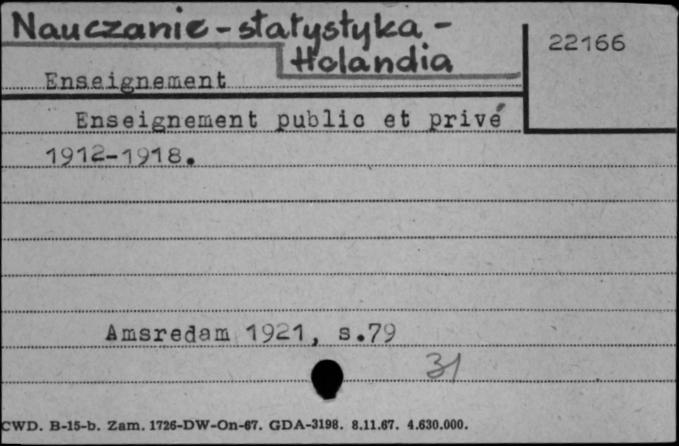 Nauczanie - statystyka -
Holandia
22166
Enseignement
Enseignement public et privé
1912-1918.
Amsredam 1921, s.79
31
CWD. B-15-b. Zam. 1726-DW-On-67. GDA-3198. 8.11.67. 4.630.000.